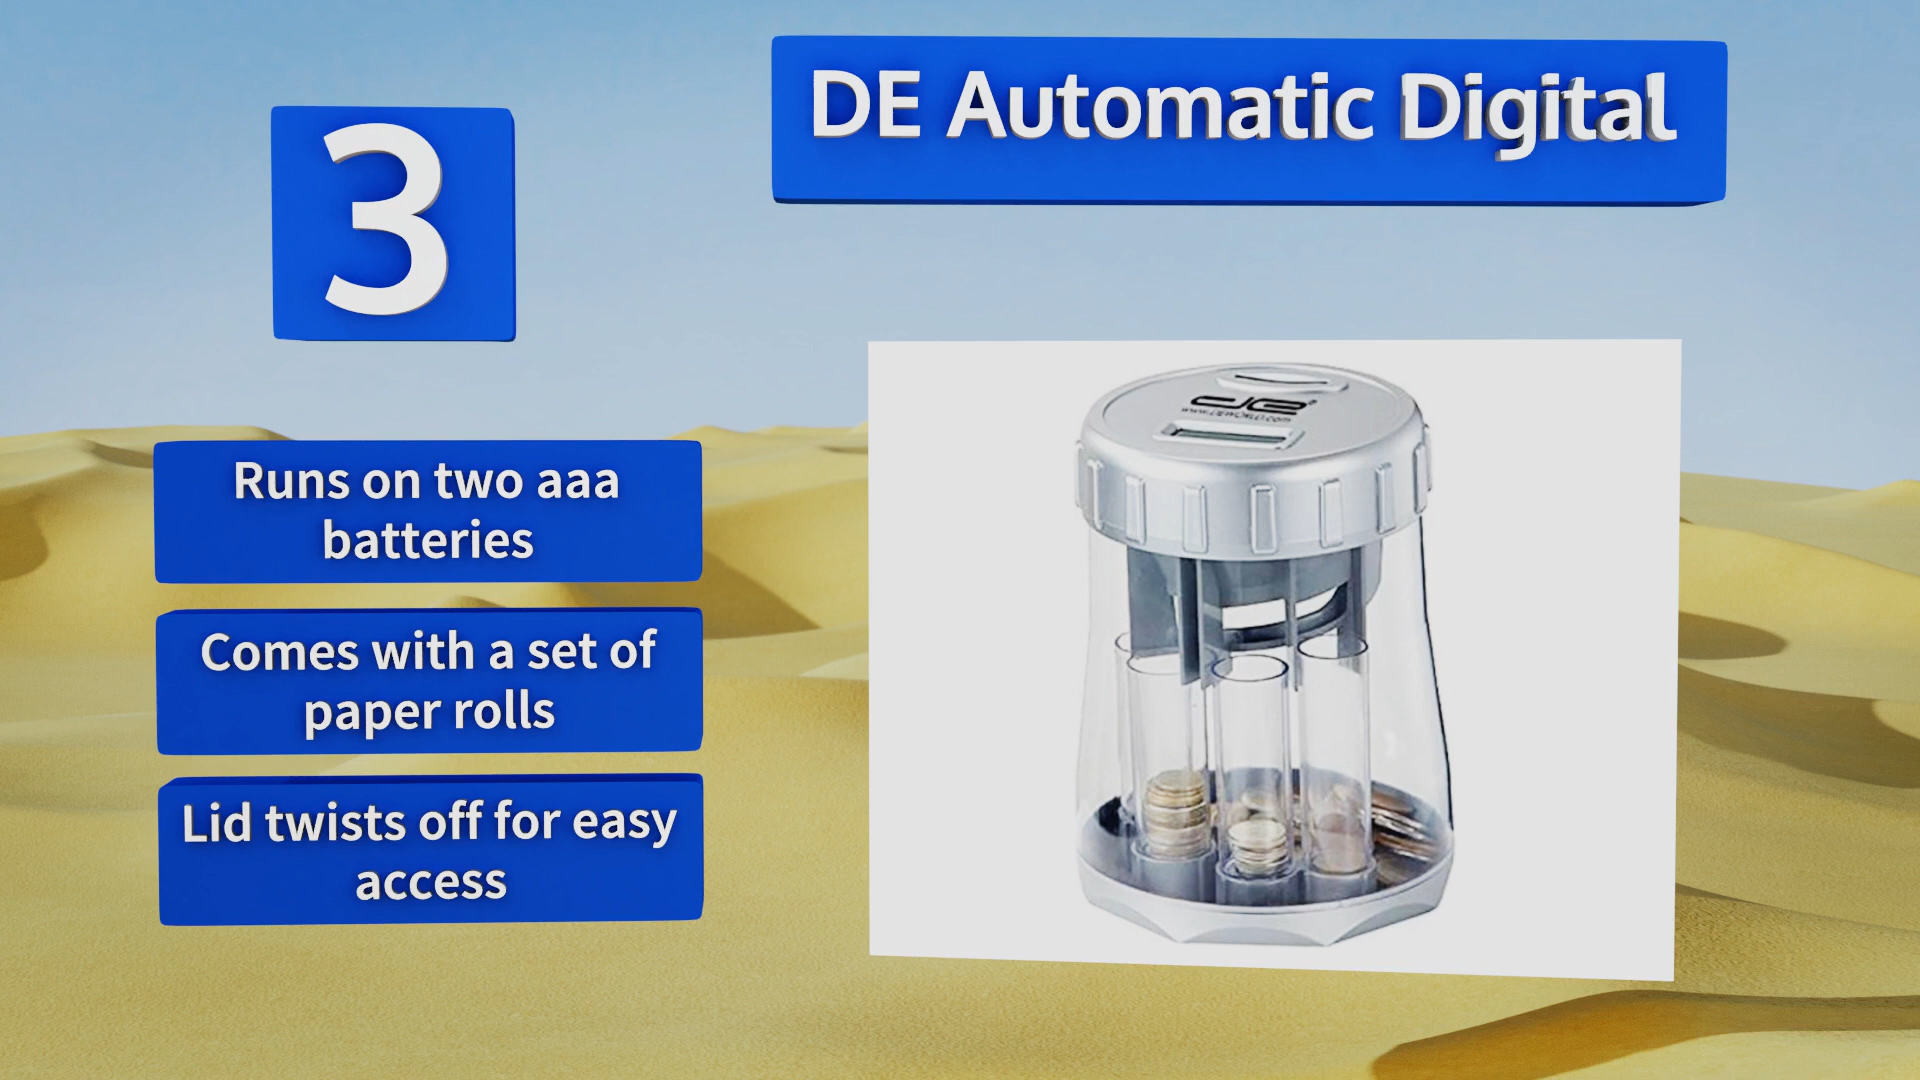 3
DE Automatic Digital
Runs on two aaa
batteries
Comes with a set of
paper rolls
Lid twists off for easy
access
de